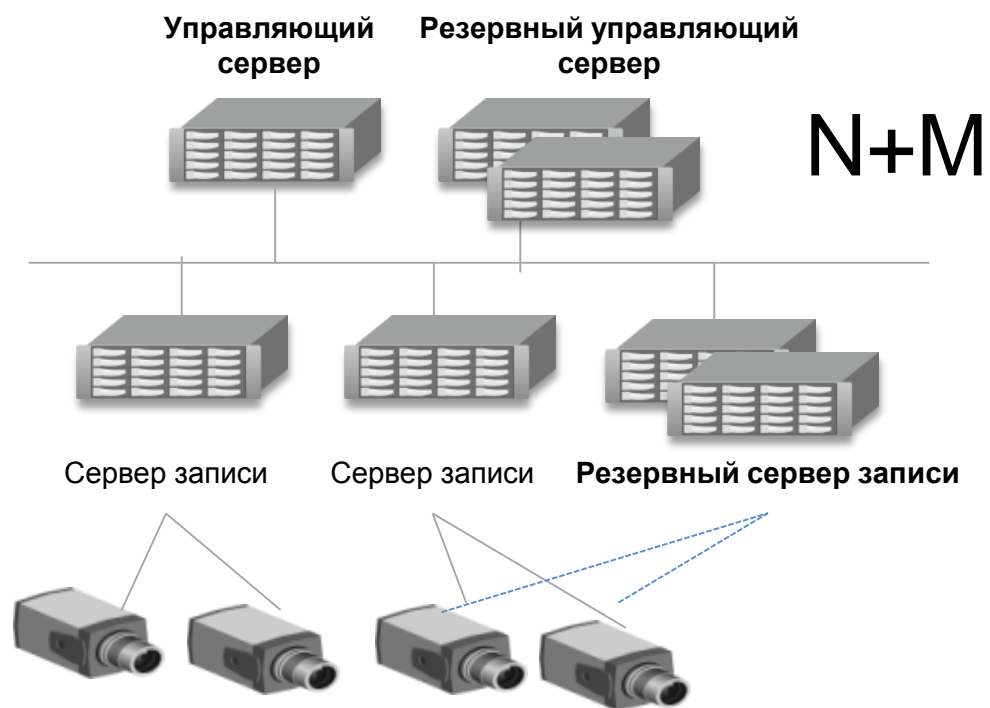 Управляющий
сервер
Резервный управляющий
сервер
N+M
Сервер записи
Сервер записи
Резервный сервер записи